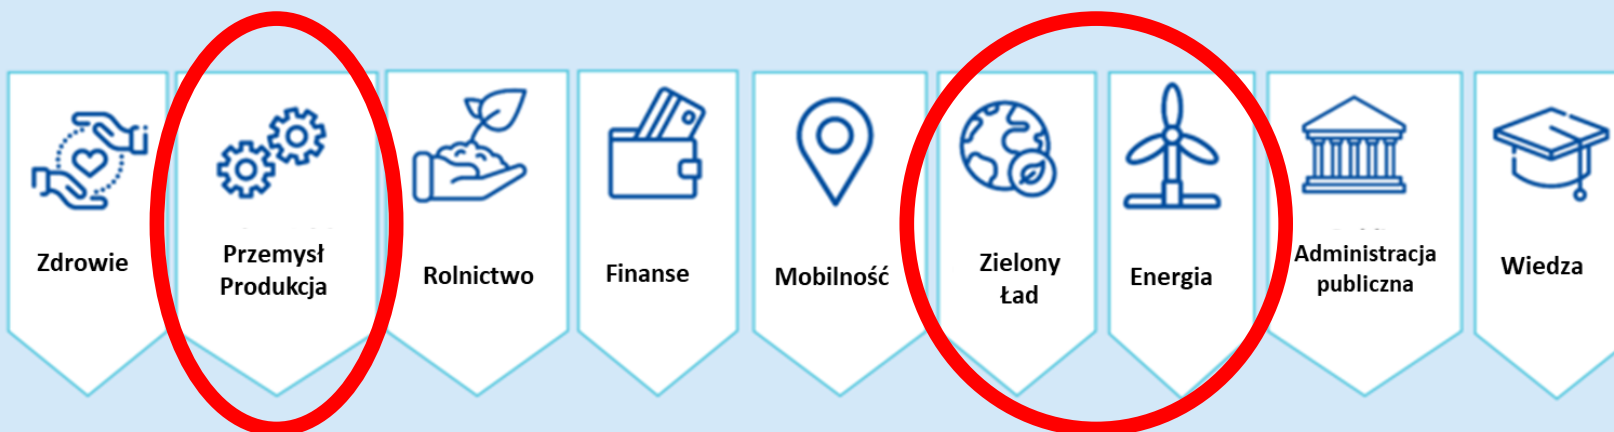 Zdrowie
Przemysł
Produkcja
Rolnictwo
Finanse
Mobilność
Zielony
Ład
Energia
Administracja
publiczna
Wiedza